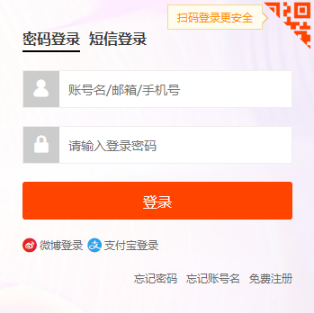 扫码登录更安全
密码登录 短信登录
账号名/邮箱/手机号
请输入登录密码
登录
微博登录 支付宝登录
忘记密码 忘记账号名 免费注册